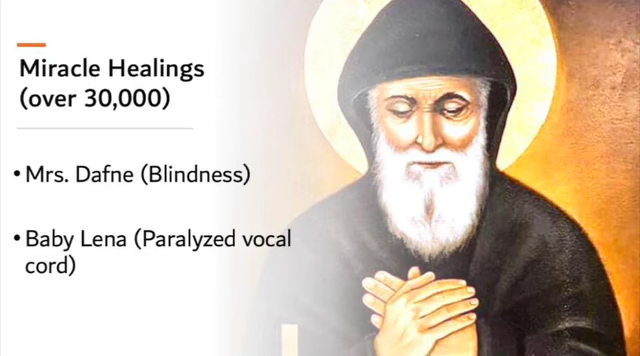 Miracle Healings
(over 30,000)
• Mrs. Dafne (Blindness)
• Baby Lena (Paralyzed vocal
cord)